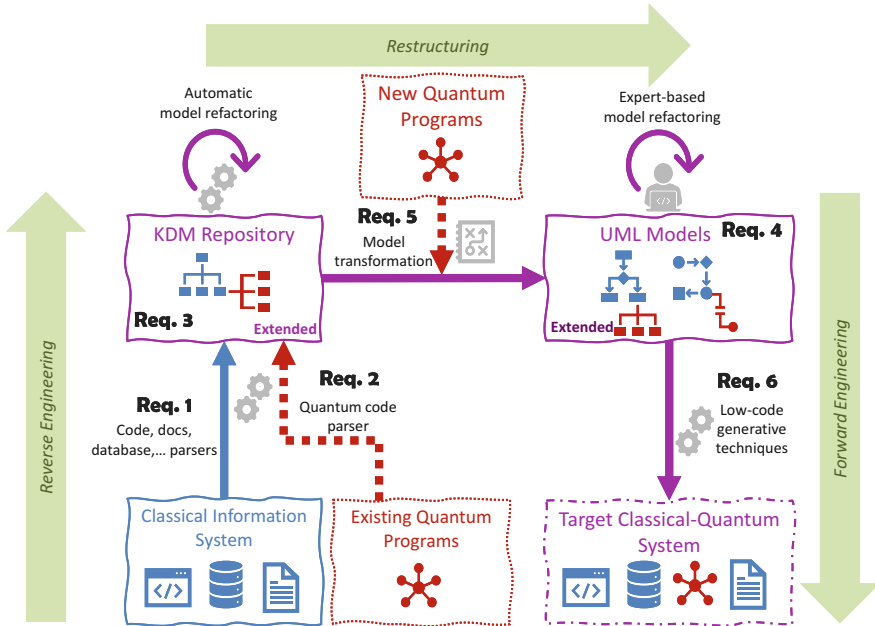 Restructuring
Automatic
model refactoring
New Quantum
Programs
Expert-based
model refactoring
</>
KDM Repository
Req. 3
Extended
Req. 5
Model
transformation
UML Models
Req. 4
Extended
Reverse Engineering
Forward Engineering
Req. 1
Code, docs,
database,... parsers
Req. 2
Quantum code
parser
Req. 6
Low-code
generative
techniques
Classical Information
System
</>
Existing Quantum
Programs
Target Classical-Quantum
System
</>